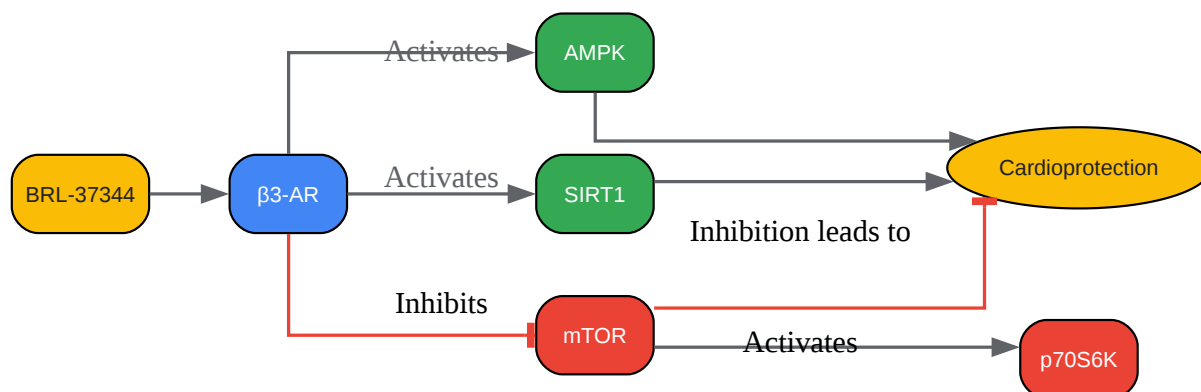 Activates
AMPK
BRL-37344
β3-AR
Activates
SIRT1
Cardioprotection
Inhibition leads to
Inhibits
mTOR
Activates
p70S6K